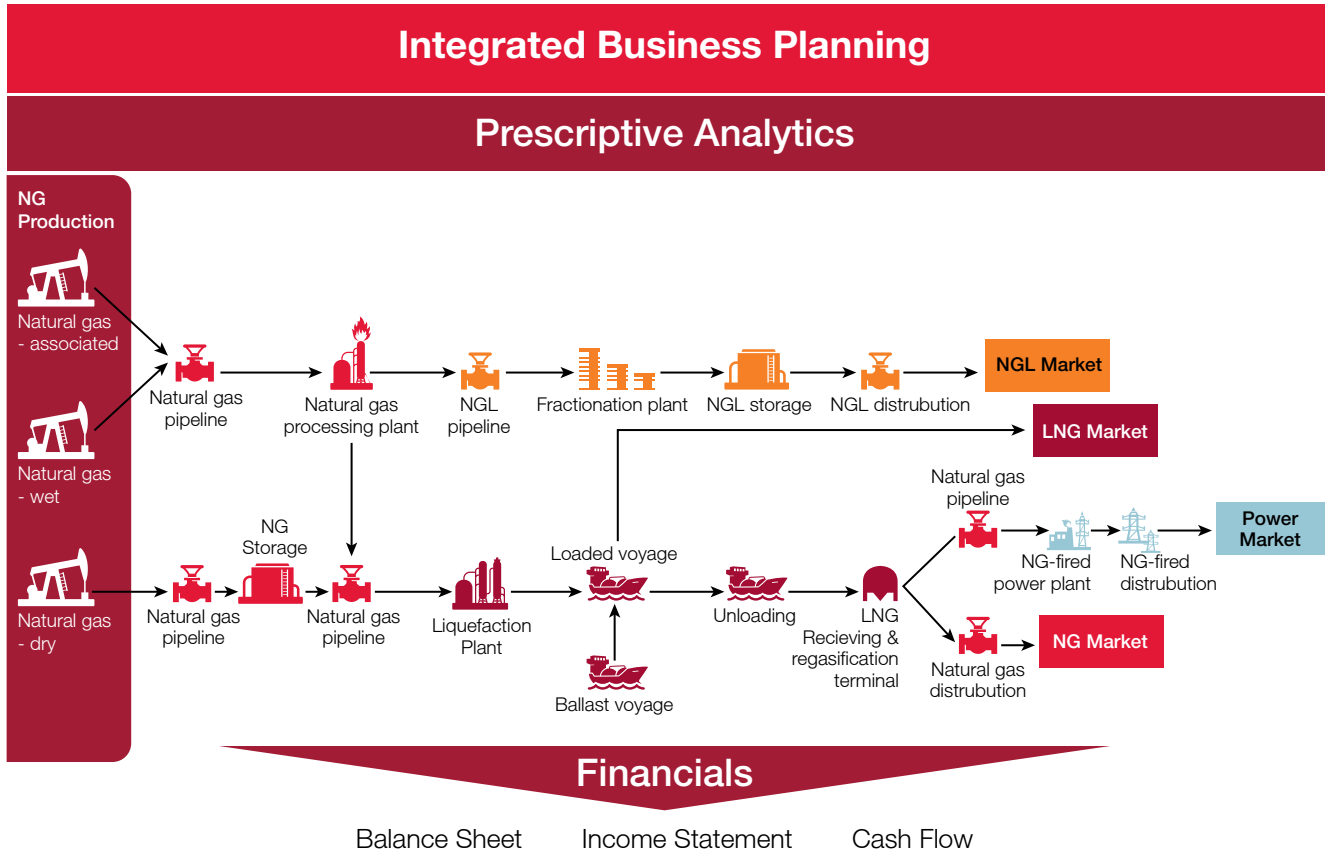 Integrated Business Planning
Prescriptive Analytics
NG
Production
Natural gas
- associated
Natural gas
- wet
Natural gas
- dry
Natural gas
pipeline
Natural gas
processing plant
NGL
pipeline
Fractionation plant
NGL storage
NGL distrubution
NGL Market
LNG Market
Natural gas
pipeline
NG
Storage
Natural gas
pipeline
Liquefaction
Plant
Loaded voyage
Ballast voyage
Unloading
LNG
Recieving &
regasification
terminal
Natural gas
pipeline
NG-fired
power plant
NG-fired
distrubution
Power
Market
Natural gas
distrubution
NG Market
Financials
Balance Sheet
Income Statement
Cash Flow